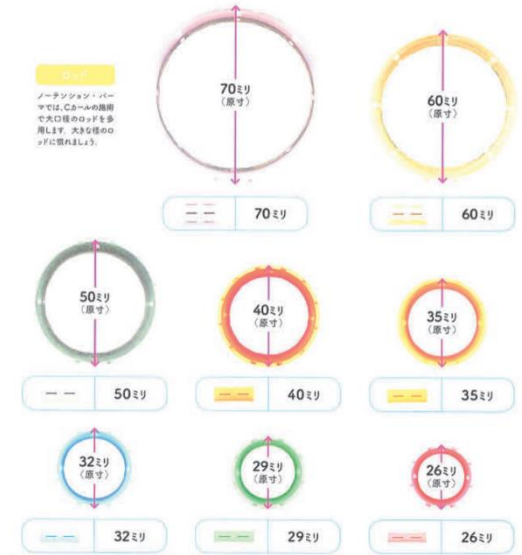 ロッド
ノーテンション・パー
マでは、Cカールの施術
で大口径のロッドを多
用します。大きな径のロ
ッドに慣れましょう。
70ミリ
(原寸)
60ミリ
(原寸)
70ミリ
60ミリ
50ミリ
(原寸)
40ミリ
(原寸)
35ミリ
(原寸)
50ミリ
40ミリ
35ミリ
32ミリ
(原寸)
29ミリ
(原寸)
26ミリ
(原寸)
32ミリ
29ミリ
26ミリ